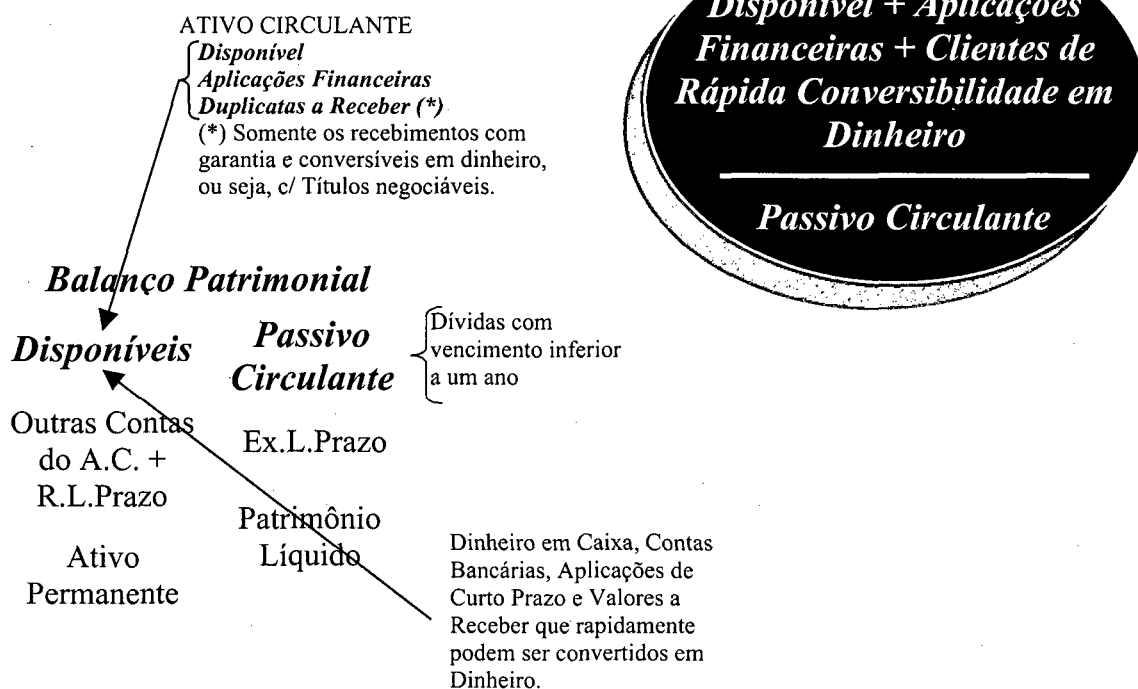 ATIVO CIRCULANTE
Disponível
Aplicações Financeiras
Duplicatas a Receber (*)
(*) Somente os recebimentos com
garantia e conversíveis em dinheiro,
ou seja, c/ Títulos negociáveis.
Disponível + Aplicações
Financeiras + Clientes de
Rápida Conversibilidade em
Dinheiro
Passivo Circulante
Balanço Patrimonial
Disponíveis
Passivo
Circulante
Dívidas com
vencimento inferior
a um ano
Outras Contas
do A.C. +
R.L.Prazo
Ex.L.Prazo
Ativo
Permanente
Patrimônio
Líquido
Dinheiro em Caixa, Contas
Bancárias, Aplicações de
Curto Prazo e Valores a
Receber que rapidamente
podem ser convertidos em
Dinheiro.